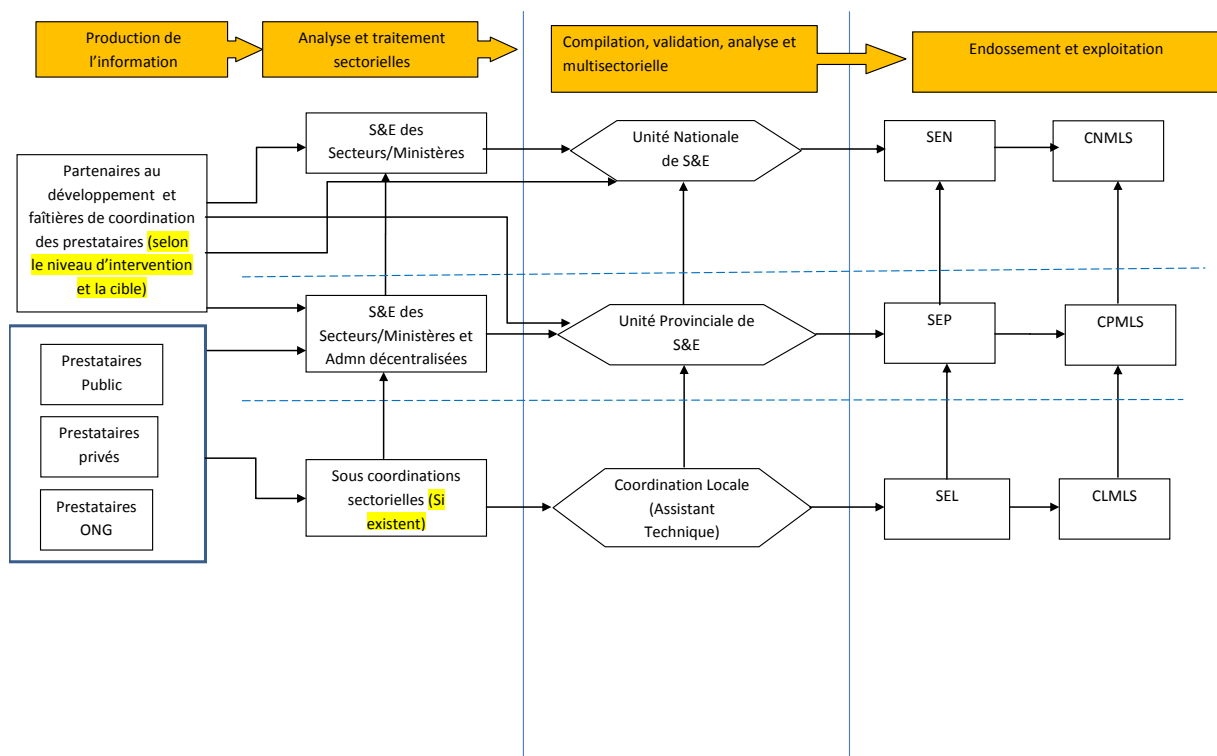 Production de
l’information
Analyse et traitement
sectorielles
Compilation, validation, analyse et
multisectorielle
Endossement et exploitation
S&E des
Secteurs/Ministères
Unité Nationale
de S&E
SEN
CNMLS
Partenaires au
développement et
faîtières de coordination
des prestataires (selon
le niveau d’intervention
et la cible)
S&E des
Secteurs/Ministères et
Admn décentralisées
Unité Provinciale de
S&E
SEP
CPMLS
Prestataires
Public
Prestataires
privés
Prestataires
ONG
Sous coordinations
sectorielles (Si
existent)
Coordination Locale
(Assistant
Technique)
SEL
CLMLS